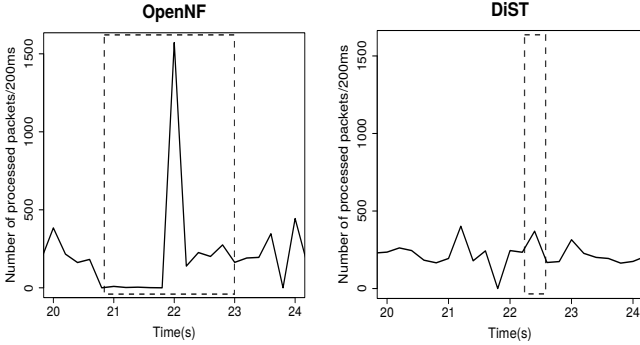 OpenNF
Number of processed packets/200ms
1500
1000
500
0
20 21 22 23 24
Time(s)
DiST
Number of processed packets/200ms
1500
1000
500
0
20 21 22 23 24
Time(s)